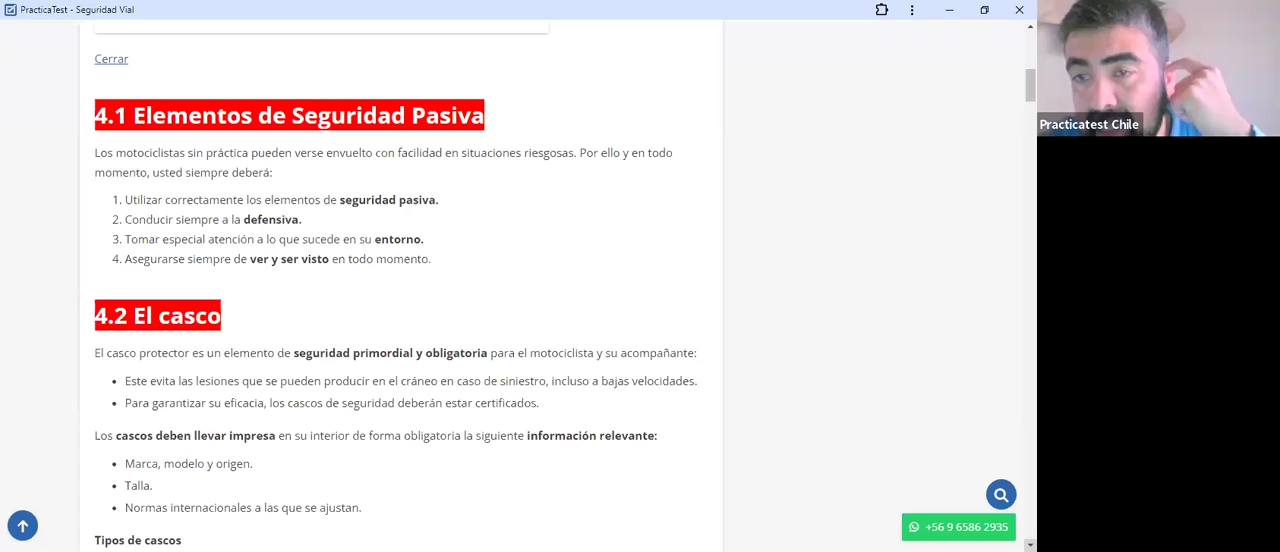 PracticaTest - Seguridad Vial
Cerrar
4.1 Elementos de Seguridad Pasiva
Los motociclistas sin práctica pueden verse envuelto con facilidad en situaciones riesgosas. Por ello y en todo
momento, usted siempre deberá:
1. Utilizar correctamente los elementos de seguridad pasiva.
2. Conducir siempre a la defensiva.
3. Tomar especial atención a lo que sucede en su entorno.
4. Asegurarse siempre de ver y ser visto en todo momento.
4.2 El casco
El casco protector es un elemento de seguridad primordial y obligatoria para el motociclista y su acompañante:
• Este evita las lesiones que se pueden producir en el cráneo en caso de siniestro, incluso a bajas velocidades.
• Para garantizar su eficacia, los cascos de seguridad deberán estar certificados.
Los cascos deben llevar impresa en su interior de forma obligatoria la siguiente información relevante:
• Marca, modelo y origen.
• Talla.
• Normas internacionales a las que se ajustan.
Tipos de cascos
+56 9 6586 2935
Practicatest Chile